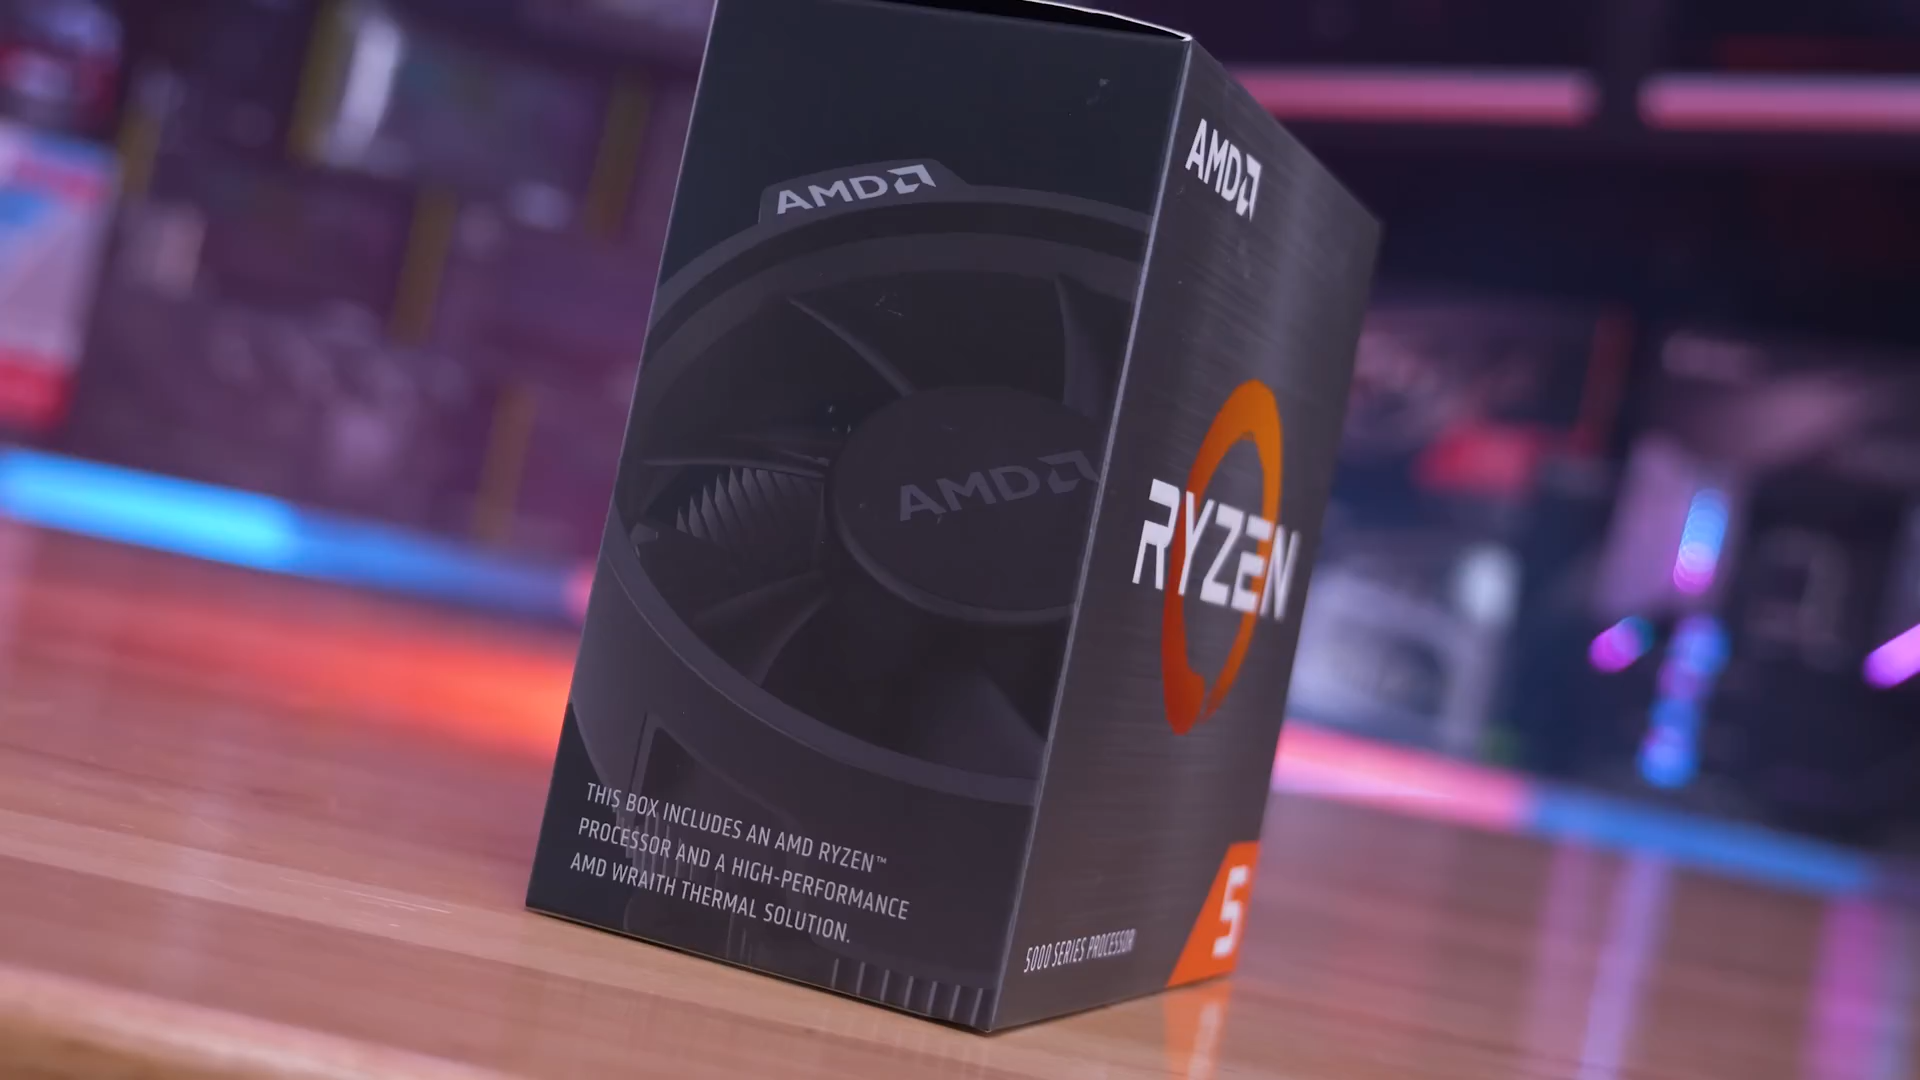 AMD
AMD
THIS BOX INCLUDES AN AMD RYZEN™
PROCESSOR AND A HIGH-PERFORMANCE
AMD WRAITH THERMAL SOLUTION.
AMD
RYZEN
5
5000 SERIES PROCESSOR